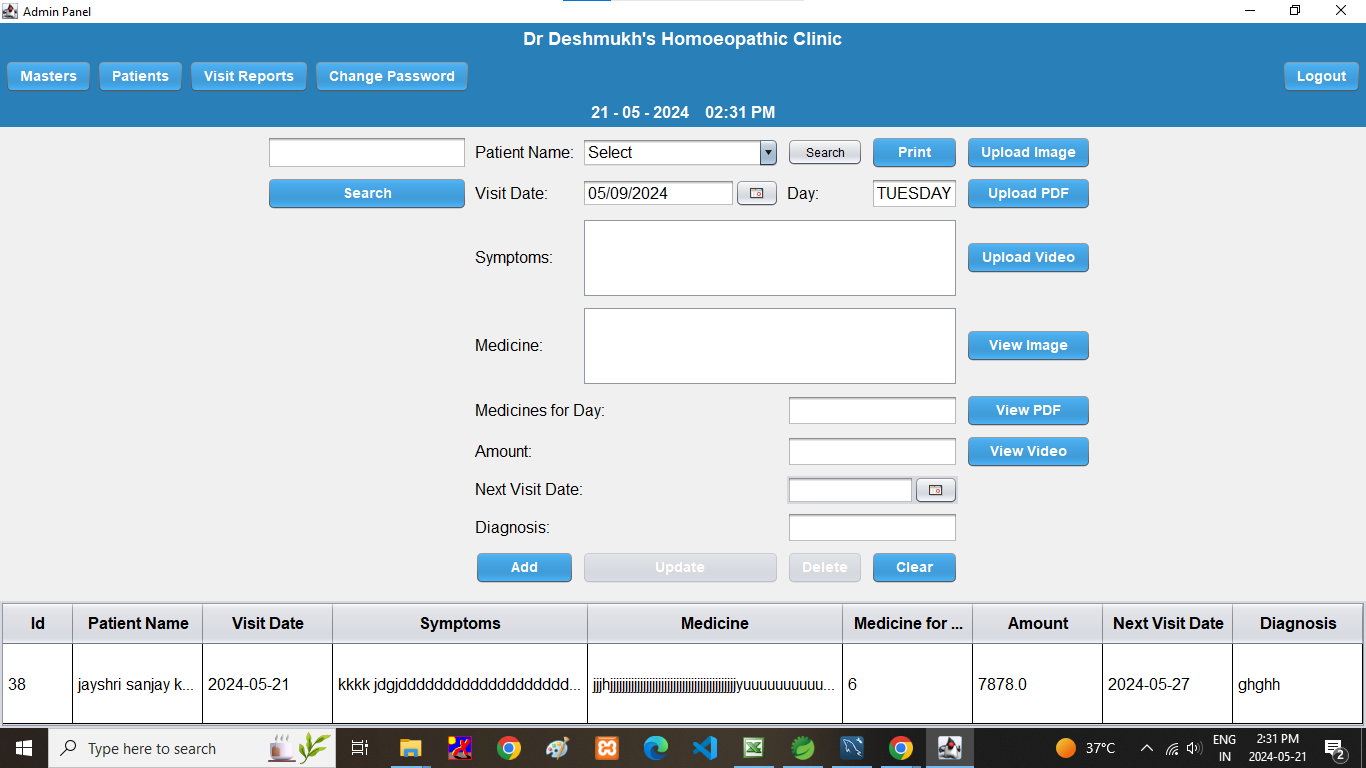 Admin Panel
Dr Deshmukh's Homoeopathic Clinic
Masters Patients Visit Reports Change Password Logout
21 - 05 - 2024 02:31 PM
Patient Name: Select Search Print Upload Image
Search Visit Date: 05/09/2024 Day: TUESDAY Upload PDF
Symptoms: Upload Video
Medicine: View Image
Medicines for Day: View PDF
Amount: View Video
Next Visit Date:
Diagnosis:
Add Update Delete Clear
Id Patient Name Visit Date Symptoms Medicine Medicine for ... Amount Next Visit Date Diagnosis
38 jayshri sanjay k... 2024-05-21 6 7878.0 2024-05-27 ghghh
Type here to search 37°C ENG 2:31 PM
IN 2024-05-21 2